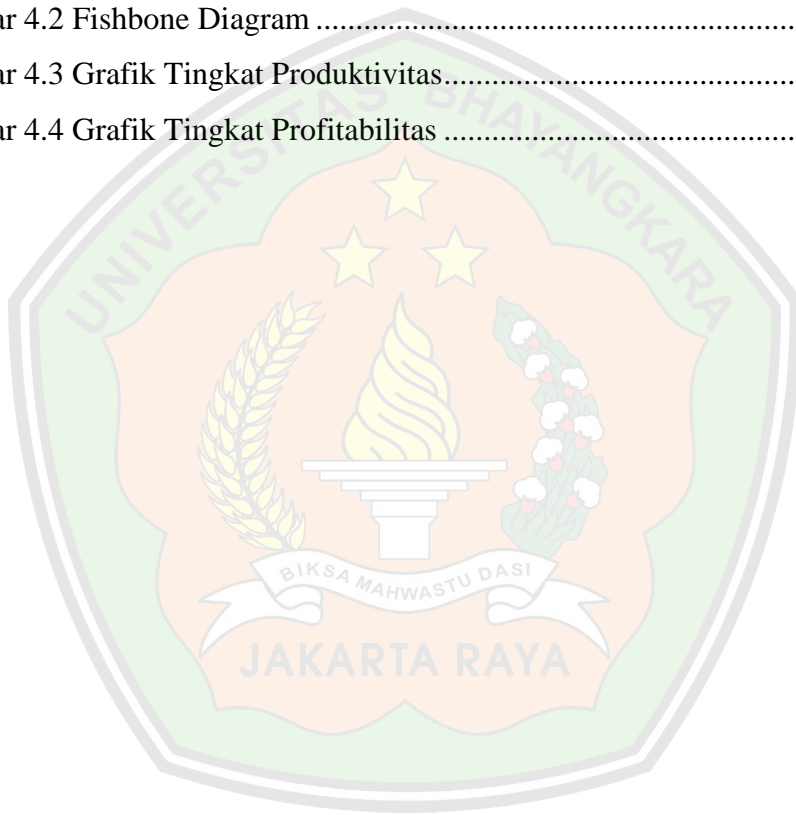 ar 4.2 Fishbone Diagram ........................................................................
ar 4.3 Grafik Tingkat Produktivitas.....................................................
ar 4.4 Grafik Tingkat Profitabilitas .....................................................
UNIVERSITAS BHAYANGKARA
BIKSA MAHWASTU DASI
JAKARTA RAYA